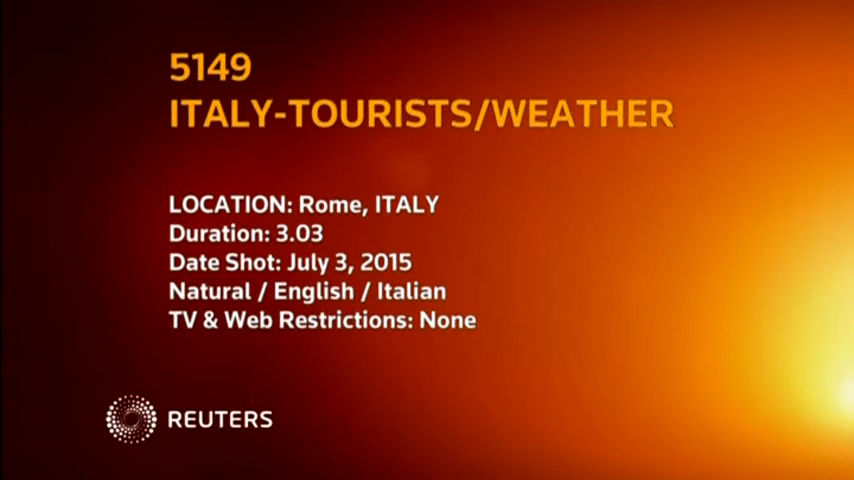 5149
ITALY-TOURISTS/WEATHER
LOCATION: Rome, ITALY
Duration: 3.03
Date Shot: July 3, 2015
Natural / English / Italian
TV & Web Restrictions: None
REUTERS